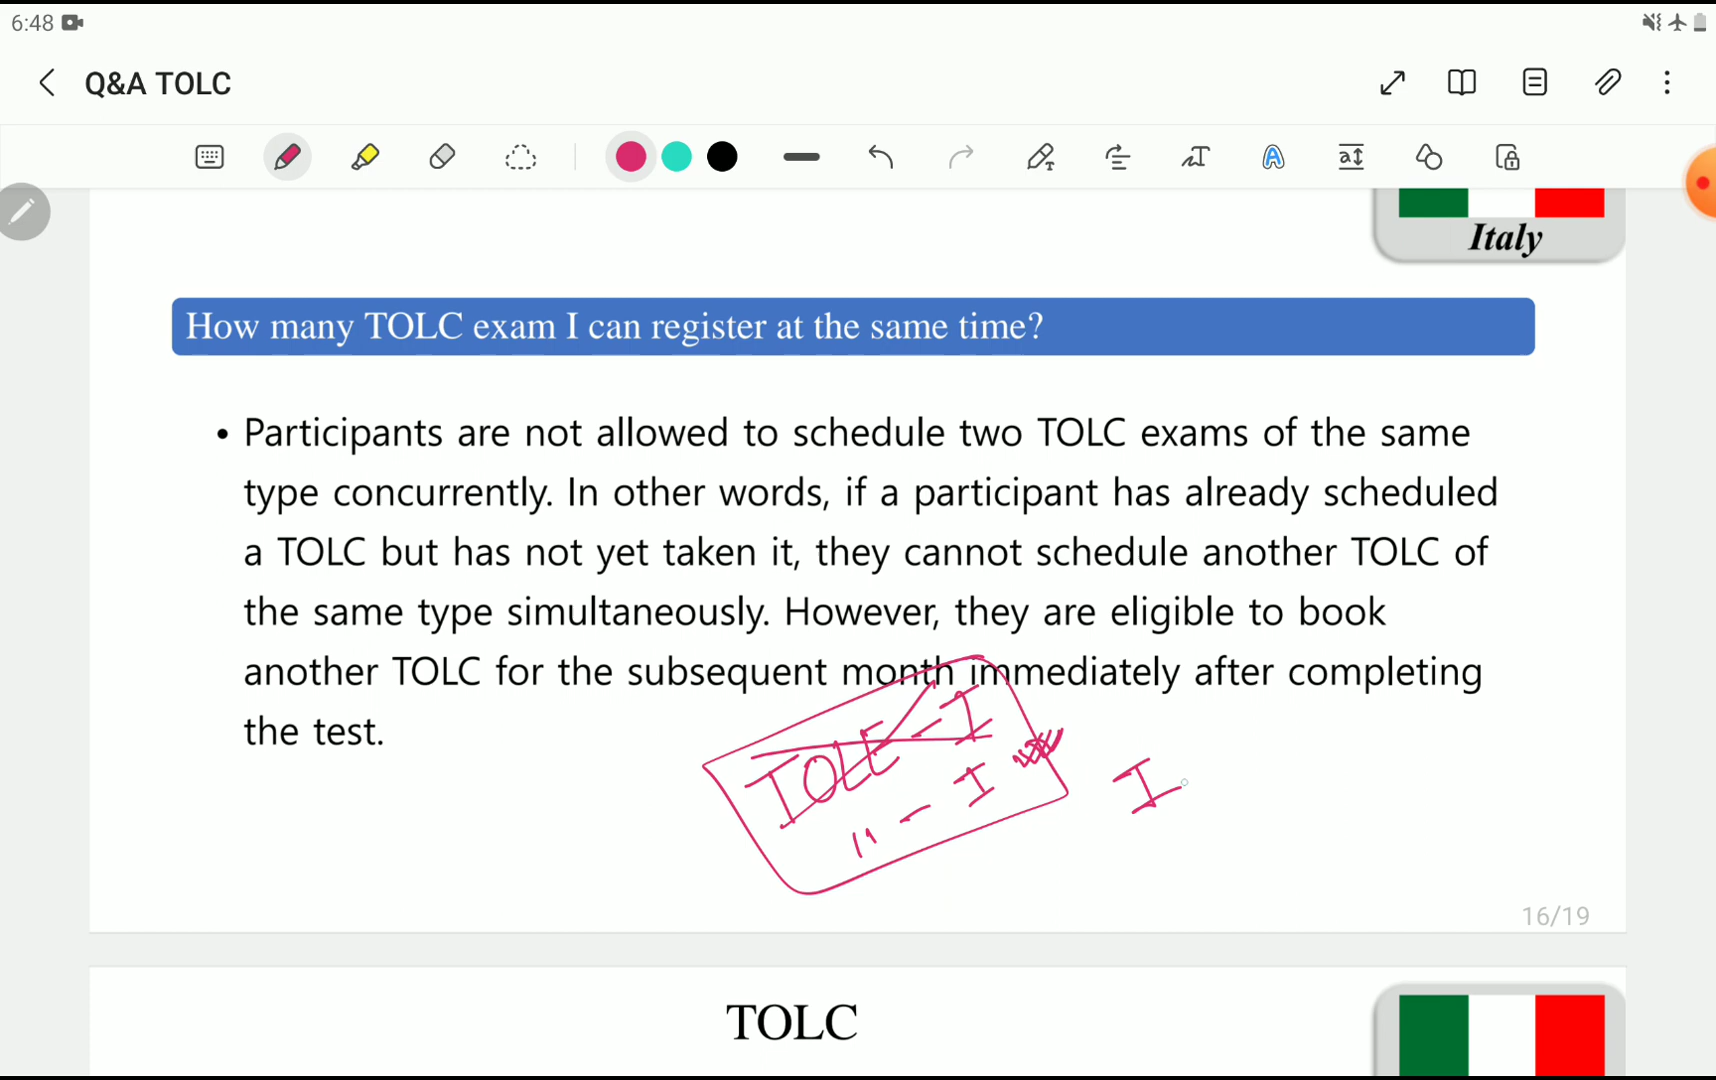 6:48
Q&A TOLC
Italy
How many TOLC exam I can register at the same time?
• Participants are not allowed to schedule two TOLC exams of the same
type concurrently. In other words, if a participant has already scheduled
a TOLC but has not yet taken it, they cannot schedule another TOLC of
the same type simultaneously. However, they are eligible to book
another TOLC for the subsequent month immediately after completing
the test.
TOLC - I
" - I
I
16/19
TOLC